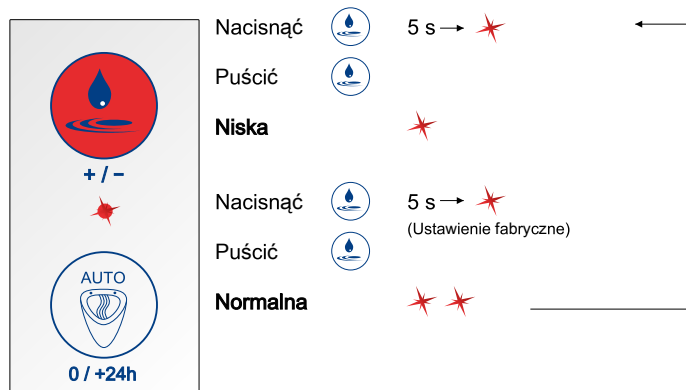 Nacisnąć 5 s
Puścić
Niska
+ / −
Nacisnąć 5 s
(Ustawienie fabryczne)
Puścić
AUTO
Normalna
0 / +24h